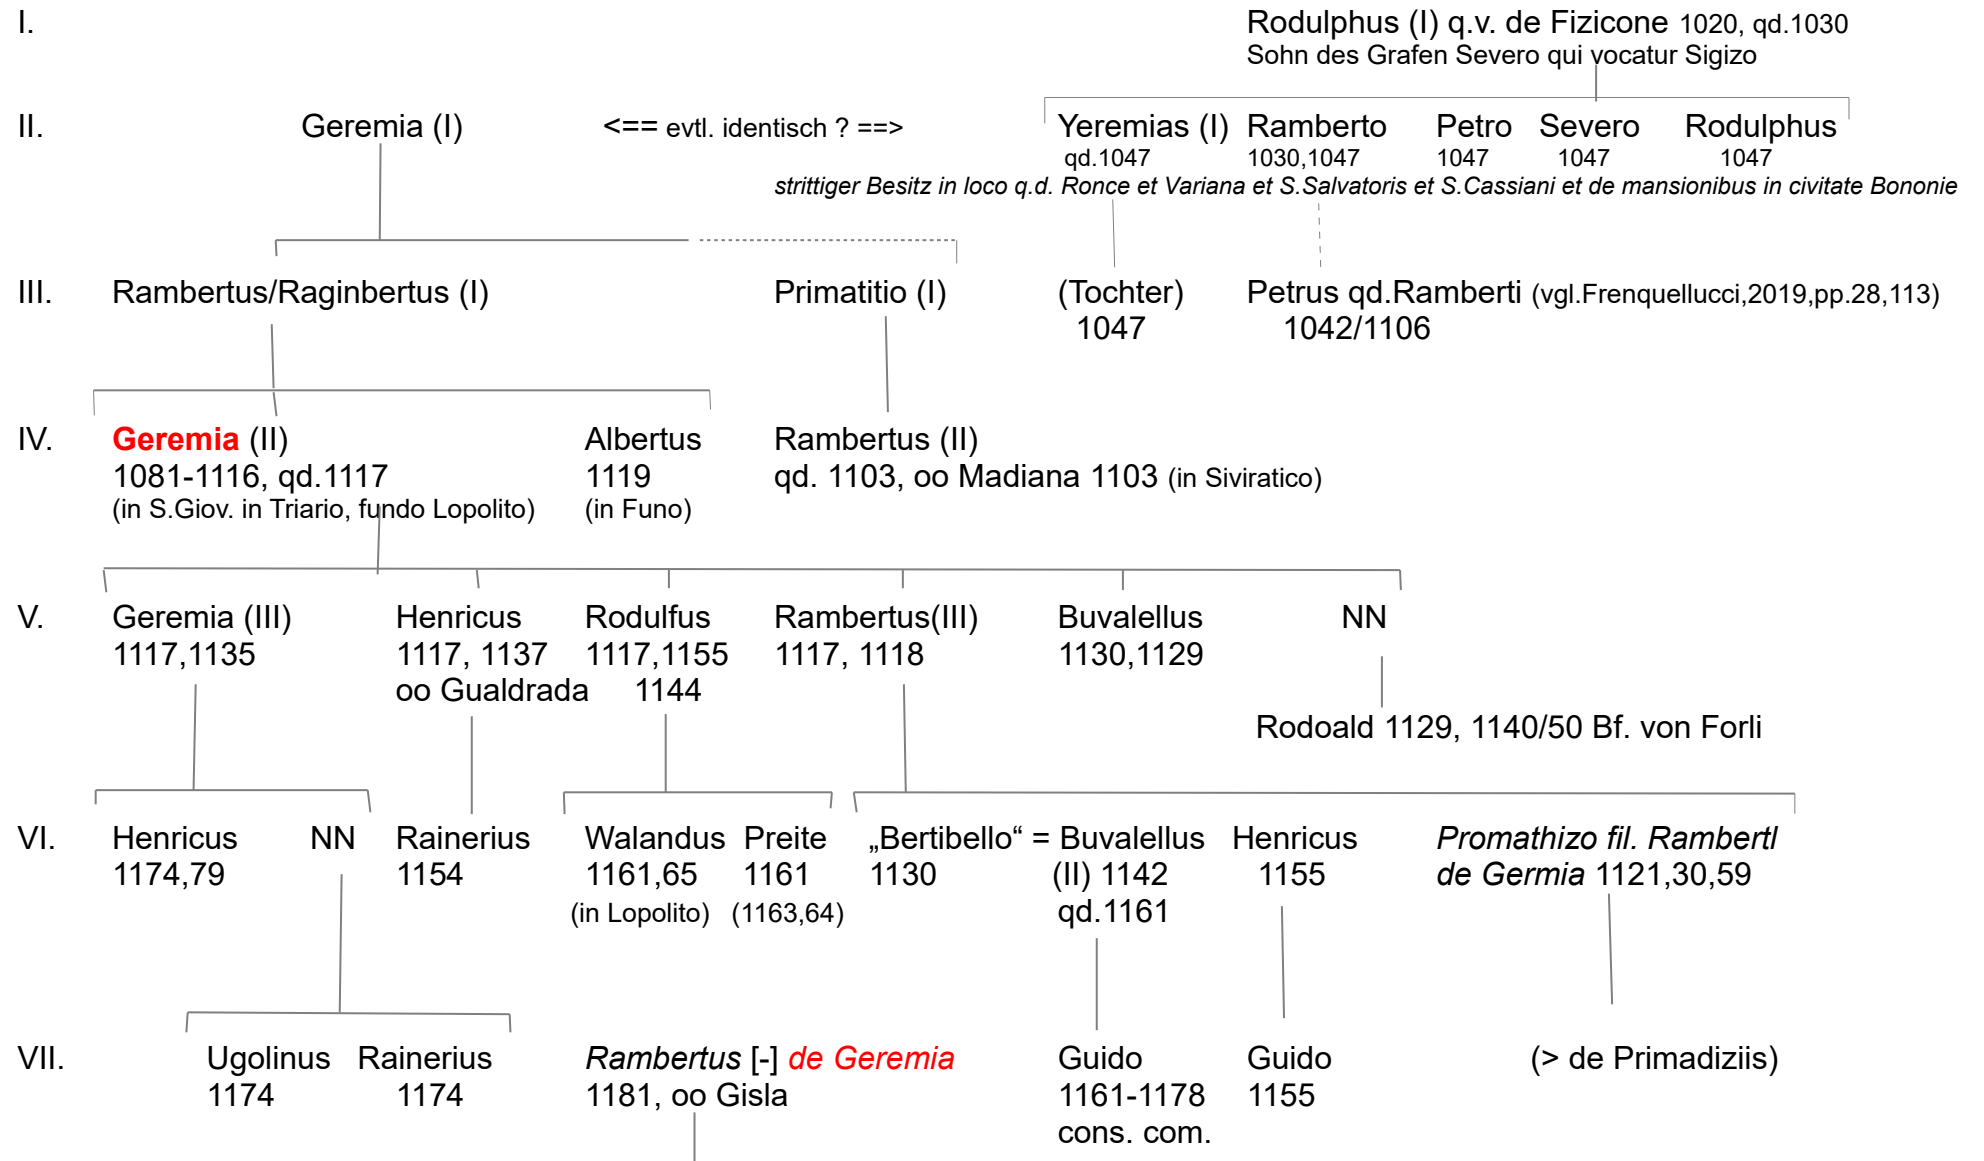 I. Rodulphus (I) q.v. de Fizicone 1020, qd.1030
Sohn des Grafen Severo qui vocatur Sigizo
II. Geremia (I) <== evtl. identisch ? ==> Yeremias (I) Ramberto Petro Severo Rodulphus
qd.1047 1030,1047 1047 1047 1047
strittiger Besitz in loco q.d. Ronce et Variana et S.Salvatoris et S.Cassiani et de mansionibus in civitate Bononie
III. Rambertus/Raginbertus (I) Primatitio (I) (Tochter) Petrus qd.Ramberti (vgl.Frenquellucci,2019,pp.28,113)
1047 1042/1106
IV. Geremia (II) Albertus Rambertus (II)
1081-1116, qd.1117 1119 qd. 1103, oo Madiana 1103 (in Siviratico)
(in S.Giov. in Triario, fundo Lopolito) (in Funo)
V. Geremia (III) Henricus Rodulfus Rambertus(III) Buvalellus NN
1117,1135 1117, 1137 1117,1155 1117, 1118 1130,1129
oo Gualdrada 1144
Rodoald 1129, 1140/50 Bf. von Forli
VI. Henricus NN Rainerius Walandus Preite „Bertibello“ = Buvalellus Henricus Promathizo fil. RambertI
1174,79 1154 1161,65 1161 1130 (II) 1142 1155 de Germia 1121,30,59
(in Lopolito) (1163,64) qd.1161
VII. Ugolinus Rainerius Rambertus [-] de Geremia Guido Guido (> de Primadiziis)
1174 1174 1181, oo Gisla 1161-1178 1155
cons. com.